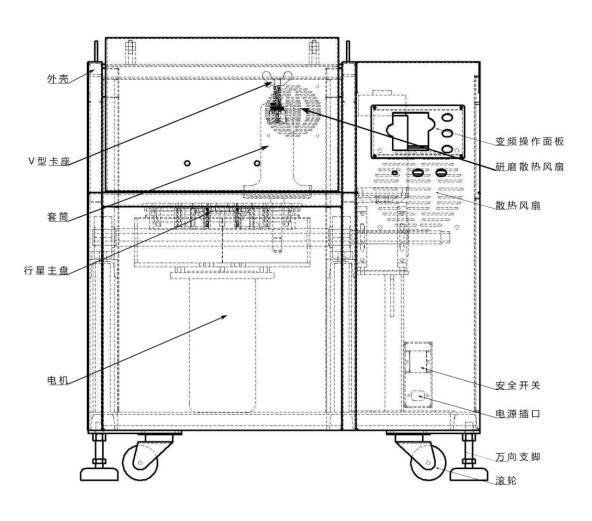 外壳
V型卡座
套筒
行星主盘
电机
变频操作面板
研磨散热风扇
散热风扇
安全开关
电源插口
万向支脚
滚轮